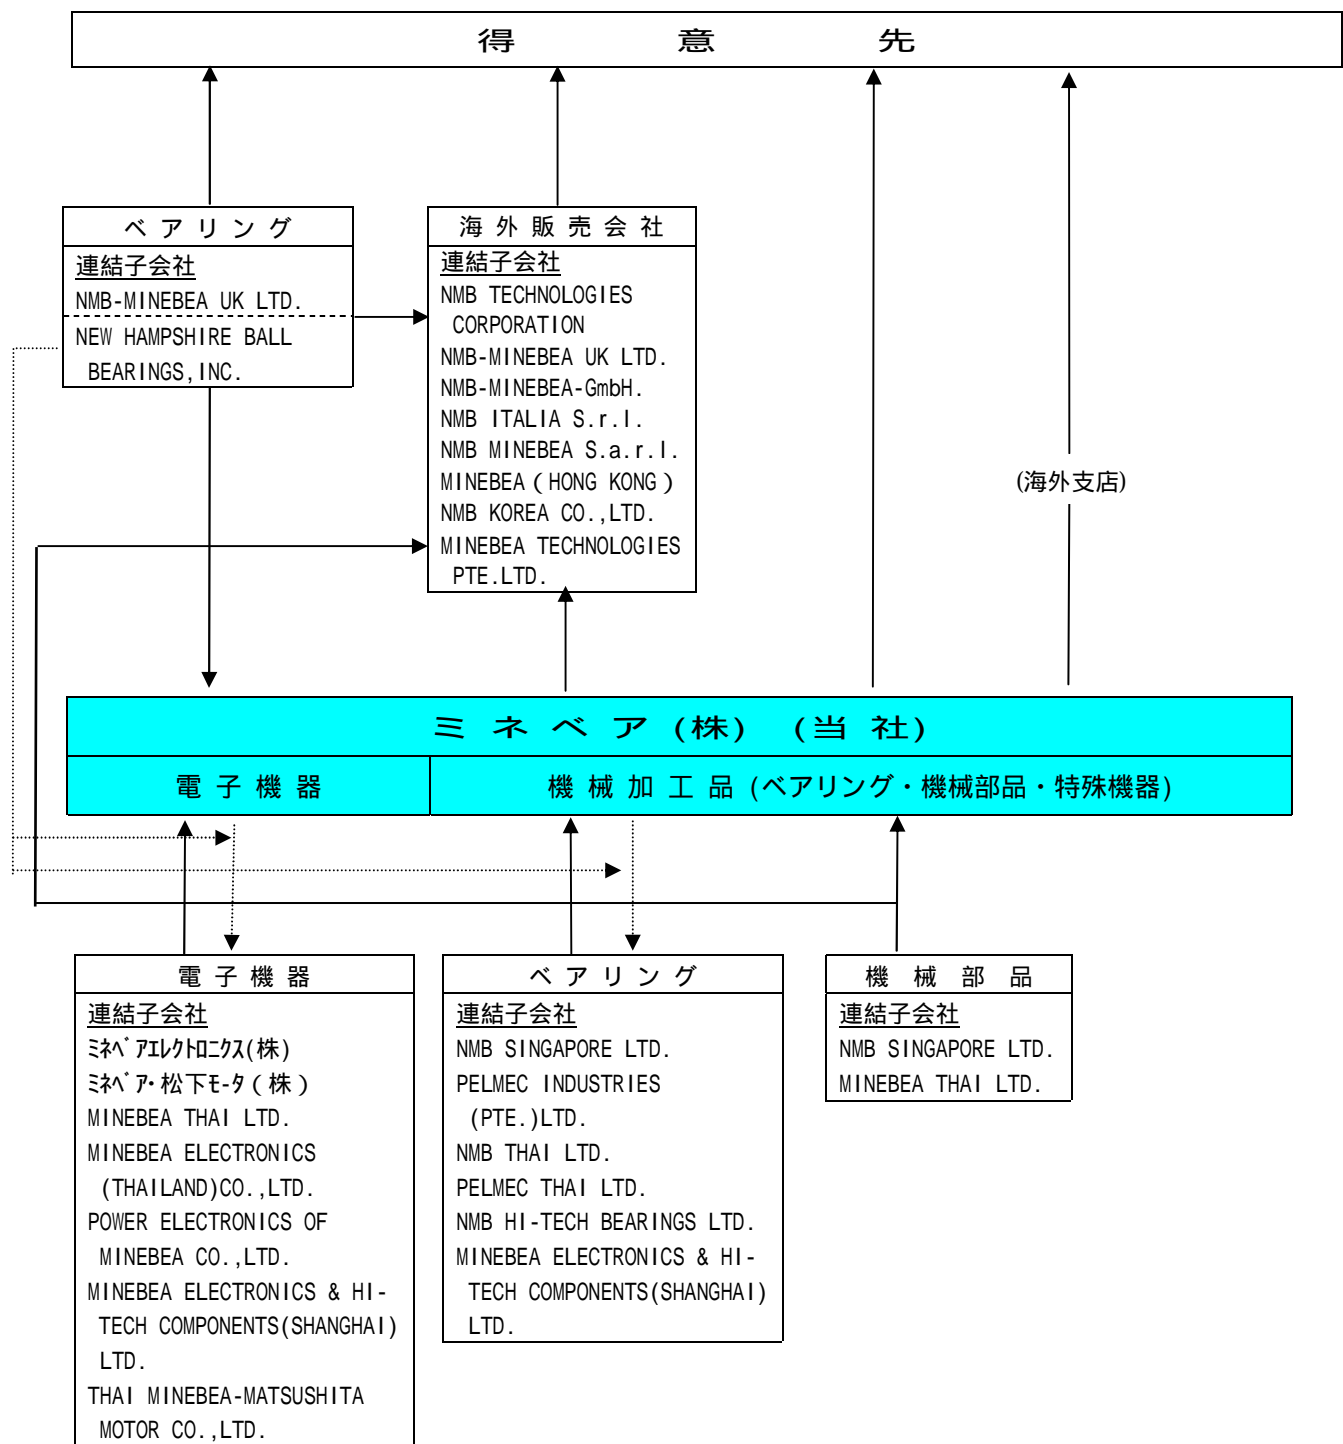 得意先
ベアリング
連結子会社
NMB-MINEBEA UK LTD.
NEW HAMPSHIRE BALL
BEARINGS,INC.
海外販売会社
連結子会社
NMB TECHNOLOGIES
CORPORATION
NMB-MINEBEA UK LTD.
NMB-MINEBEA-GmbH.
NMB ITALIA S.r.l.
NMB MINEBEA S.a.r.l.
MINEBEA（HONG KONG）
NMB KOREA CO.,LTD.
MINEBEA TECHNOLOGIES
PTE.LTD.
(海外支店)
ミネベア(株) (当社)
電子機器
機械加工品(ベアリング・機械部品・特殊機器)
電子機器
連結子会社
ﾐﾈﾍﾞｱｴﾚｸﾄﾛﾆｸｽ(株)
ﾐﾈﾍﾞｱ･松下ﾓｰﾀ（株）
MINEBEA THAI LTD.
MINEBEA ELECTRONICS
(THAILAND)CO.,LTD.
POWER ELECTRONICS OF
MINEBEA CO.,LTD.
MINEBEA ELECTRONICS & HI-
TECH COMPONENTS(SHANGHAI)
LTD.
THAI MINEBEA-MATSUSHITA
MOTOR CO.,LTD.
ベアリング
連結子会社
NMB SINGAPORE LTD.
PELMEC INDUSTRIES
(PTE.)LTD.
NMB THAI LTD.
PELMEC THAI LTD.
NMB HI-TECH BEARINGS LTD.
MINEBEA ELECTRONICS & HI-
TECH COMPONENTS(SHANGHAI)
LTD.
機械部品
連結子会社
NMB SINGAPORE LTD.
MINEBEA THAI LTD.